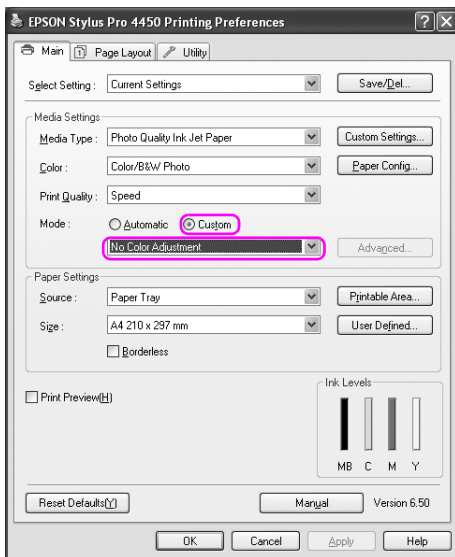 EPSON Stylus Pro 4450 Printing Preferences
Main Page Layout Utility
Select Setting : Current Settings Save/Del...
Media Settings
Media Type : Photo Quality Ink Jet Paper Custom Settings...
Color : Color/B&W Photo Paper Config...
Print Quality : Speed
Mode : Automatic Custom
No Color Adjustment Advanced...
Paper Settings
Source : Paper Tray Printable Area...
Size : A4 210 x 297 mm User Defined...
Borderless
Print Preview(H)
Ink Levels
MB C M Y
Reset Defaults(Y) Manual Version 6.50
OK Cancel Apply Help